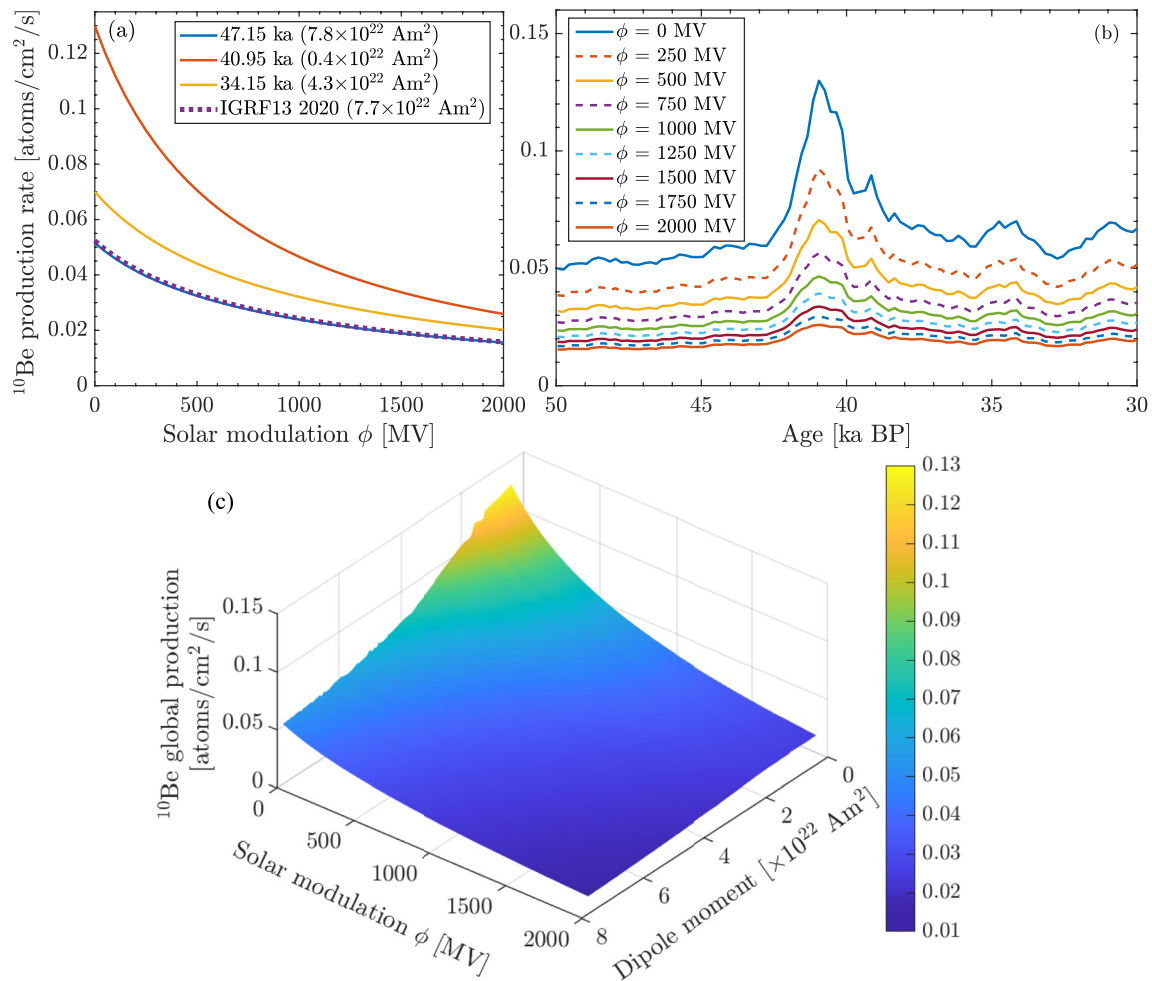 (a)
47.15 ka (7.8×10²² Am²)
40.95 ka (0.4×10²² Am²)
34.15 ka (4.3×10²² Am²)
IGRF13 2020 (7.7×10²² Am²)
¹⁰Be production rate [atoms/cm²/s]
0.12
0.1
0.08
0.06
0.04
0.02
0
0 500 1000 1500 2000
Solar modulation ϕ [MV]
(b)
ϕ = 0 MV
ϕ = 250 MV
ϕ = 500 MV
ϕ = 750 MV
ϕ = 1000 MV
ϕ = 1250 MV
ϕ = 1500 MV
ϕ = 1750 MV
ϕ = 2000 MV
0.15
0.1
0.05
0
50 45 40 35 30
Age [ka BP]
(c)
¹⁰Be global production
[atoms/cm²/s]
0.15
0.1
0.05
0
0
500
1000
1500
2000
Solar modulation ϕ [MV]
0
2
4
6
8
Dipole moment [×10²² Am²]
0.13
0.12
0.11
0.1
0.09
0.08
0.07
0.06
0.05
0.04
0.03
0.02
0.01